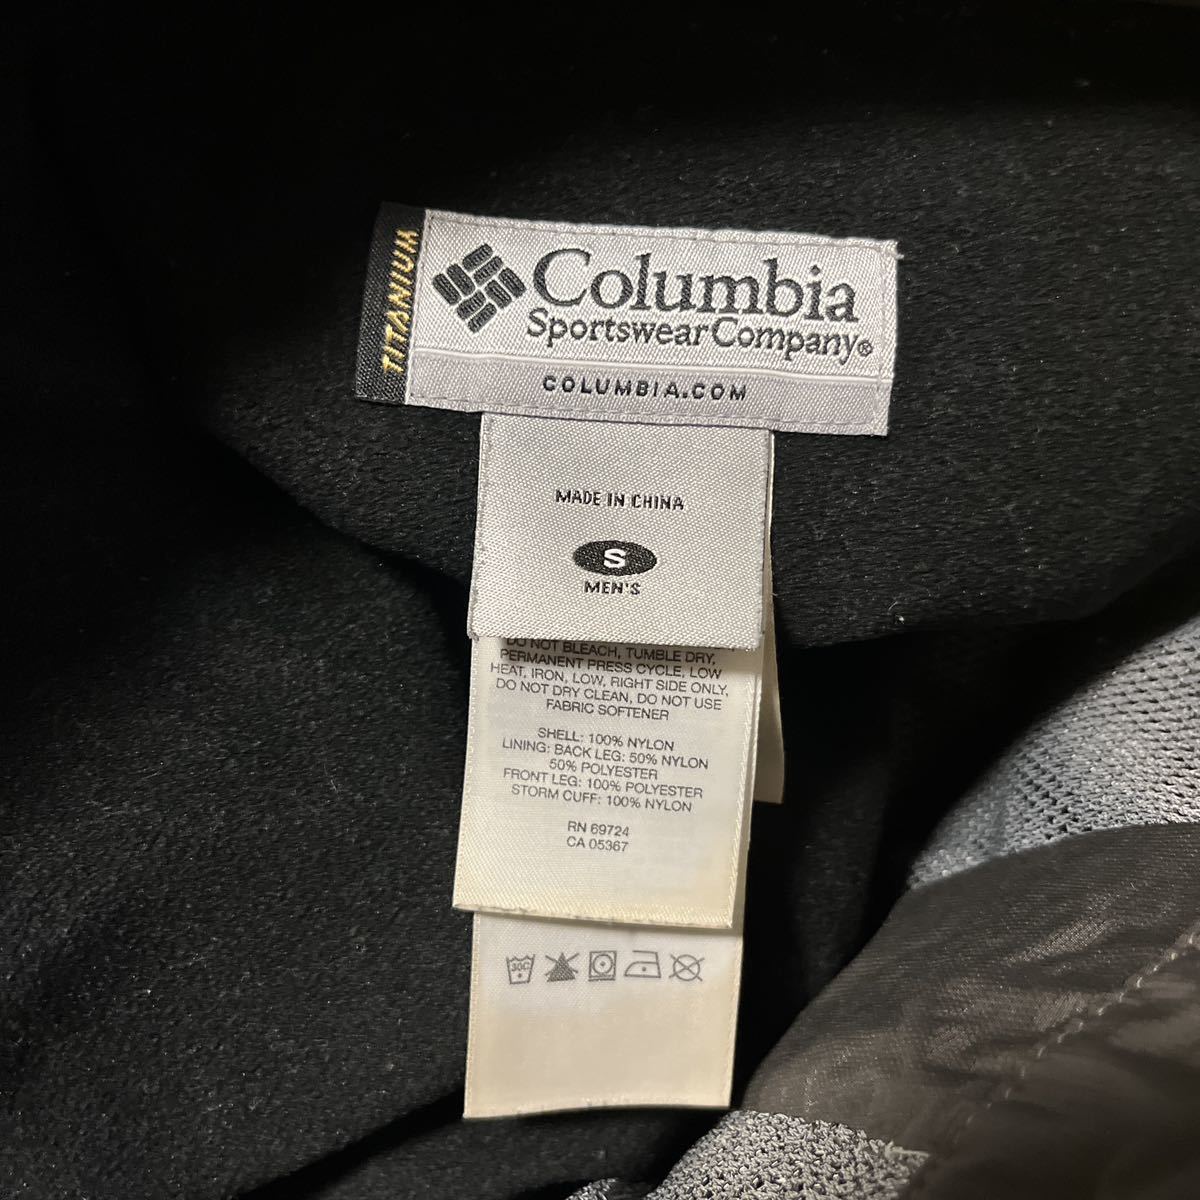 TITANIUM
Columbia
Sportswear Company®
COLUMBIA.COM
MADE IN CHINA
S
MEN'S
DO NOT BLEACH, TUMBLE DRY,
PERMANENT PRESS CYCLE, LOW
HEAT, IRON, LOW, RIGHT SIDE ONLY,
DO NOT DRY CLEAN, DO NOT USE
FABRIC SOFTENER
SHELL: 100% NYLON
LINING: BACK LEG: 50% NYLON
50% POLYESTER
FRONT LEG: 100% POLYESTER
STORM CUFF: 100% NYLON
RN 69724
CA 05367
30C